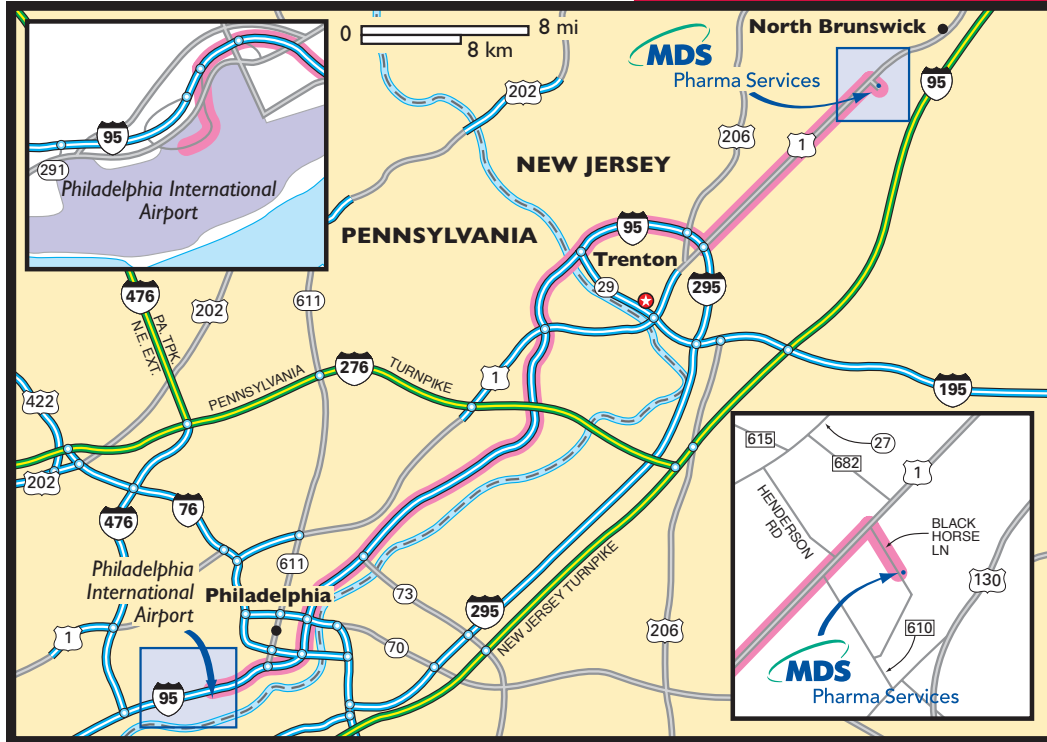 0
8 mi
8 km
North Brunswick
MDS
Pharma Services
95
202
206
1
95
291
Philadelphia International
Airport
NEW JERSEY
PENNSYLVANIA
95
Trenton
29
295
476
202
611
PA. TPK.
N.E. EXT.
276
PENNSYLVANIA
TURNPIKE
1
195
422
202
476
76
611
Philadelphia
International
Airport
Philadelphia
73
70
295
NEW JERSEY TURNPIKE
206
1
95
615
27
682
1
HENDERSON
RD
BLACK
HORSE
LN
130
610
MDS
Pharma Services